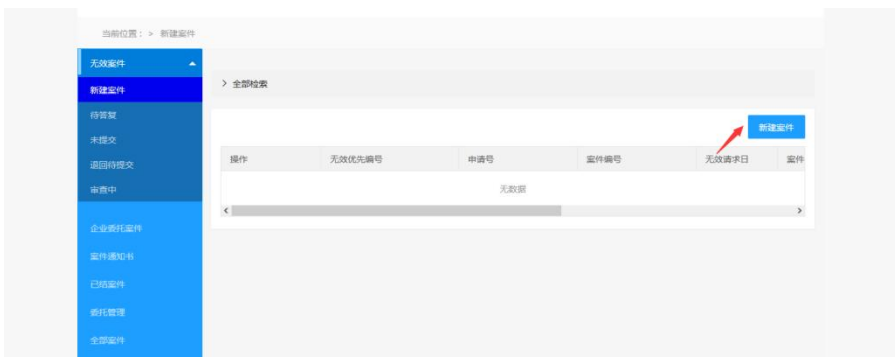 当前位置：> 新建案件
无效案件
新建案件
待答复
未提交
退回待提交
审查中
企业委托案件
案件通知书
已结案件
委托管理
全部案件
> 全部检索
新建案件
操作 无效优先编号 申请号 案件编号 无效请求日 案件
无数据